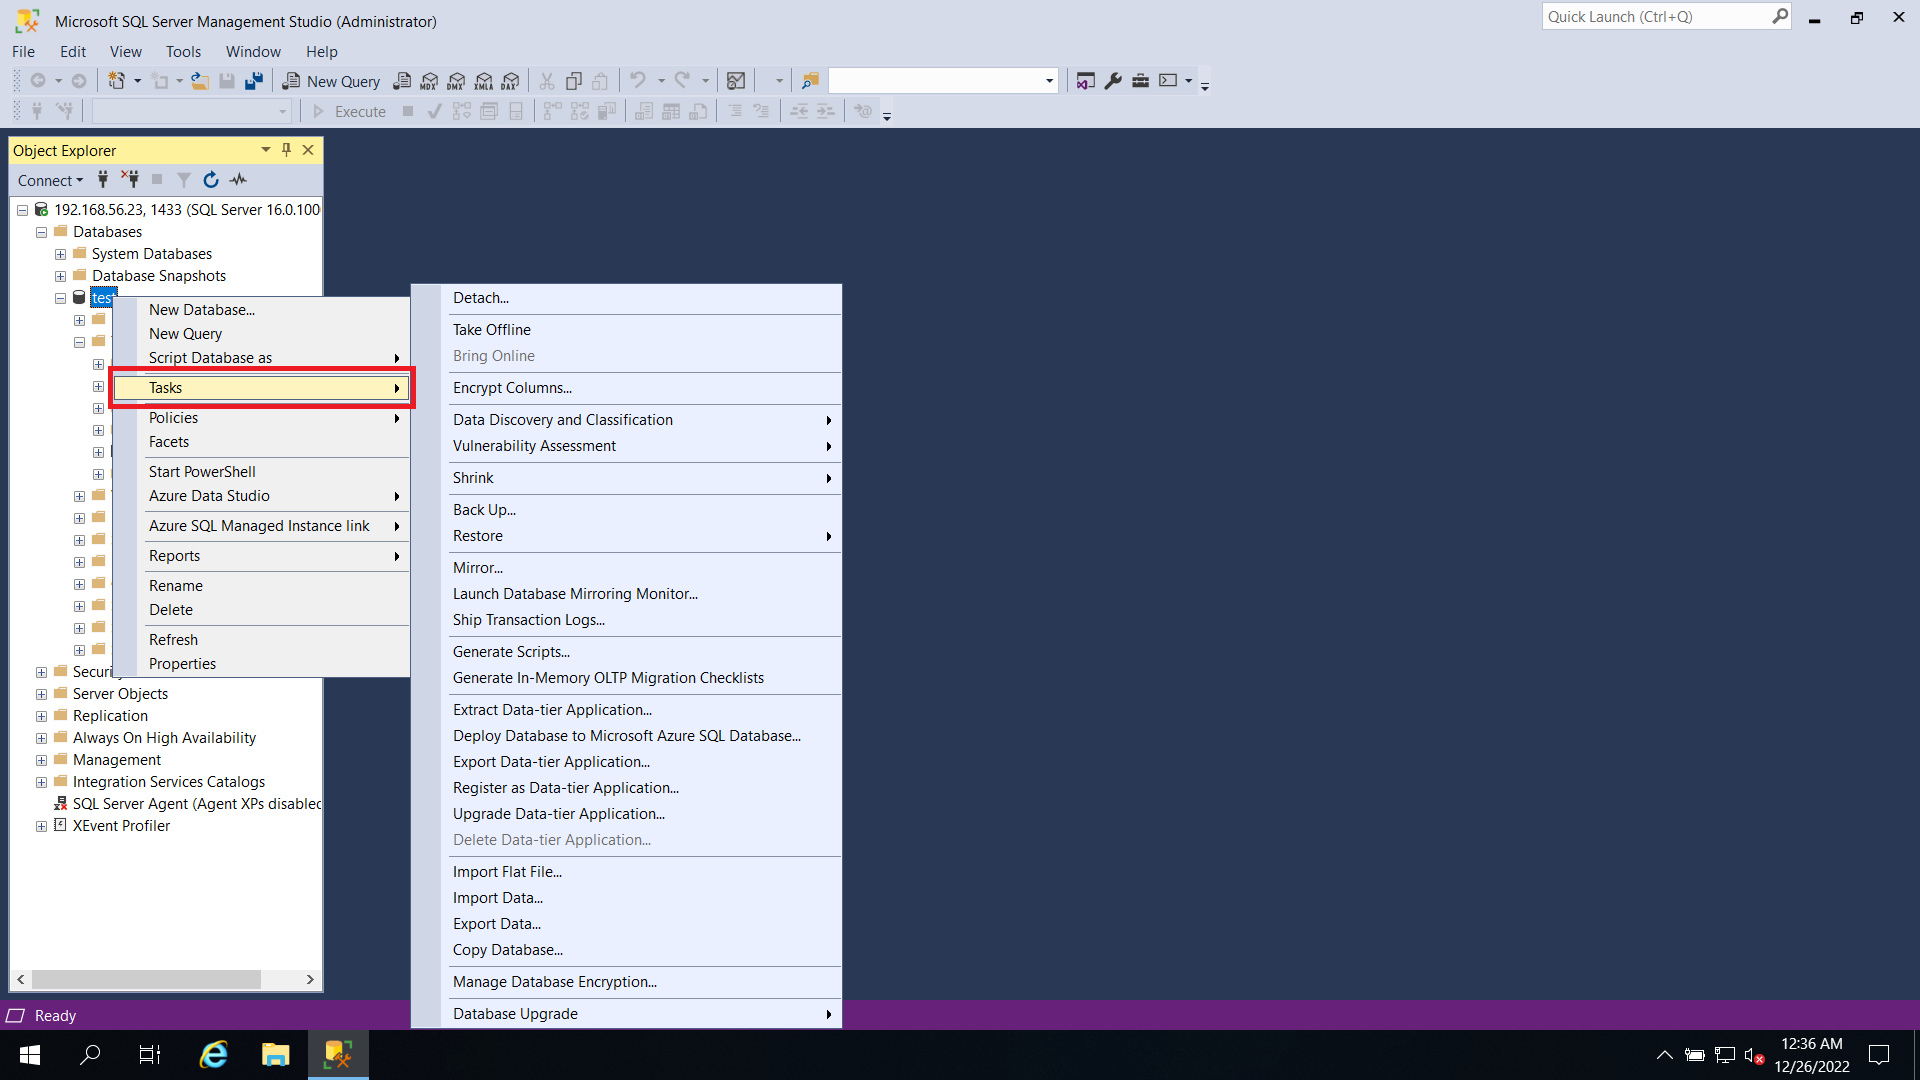 Microsoft SQL Server Management Studio (Administrator)
Quick Launch (Ctrl+Q)
File Edit View Tools Window Help
New Query
MDX DMX XMLA DAX
Execute
Object Explorer
Connect
192.168.56.23, 1433 (SQL Server 16.0.100
Databases
System Databases
Database Snapshots
test
Securi
Server Objects
Replication
Always On High Availability
Management
Integration Services Catalogs
SQL Server Agent (Agent XPs disabled
XEvent Profiler
New Database...
New Query
Script Database as
Tasks
Policies
Facets
Start PowerShell
Azure Data Studio
Azure SQL Managed Instance link
Reports
Rename
Delete
Refresh
Properties
Detach...
Take Offline
Bring Online
Encrypt Columns...
Data Discovery and Classification
Vulnerability Assessment
Shrink
Back Up...
Restore
Mirror...
Launch Database Mirroring Monitor...
Ship Transaction Logs...
Generate Scripts...
Generate In-Memory OLTP Migration Checklists
Extract Data-tier Application...
Deploy Database to Microsoft Azure SQL Database...
Export Data-tier Application...
Register as Data-tier Application...
Upgrade Data-tier Application...
Delete Data-tier Application...
Import Flat File...
Import Data...
Export Data...
Copy Database...
Manage Database Encryption...
Database Upgrade
Ready
12:36 AM
12/26/2022